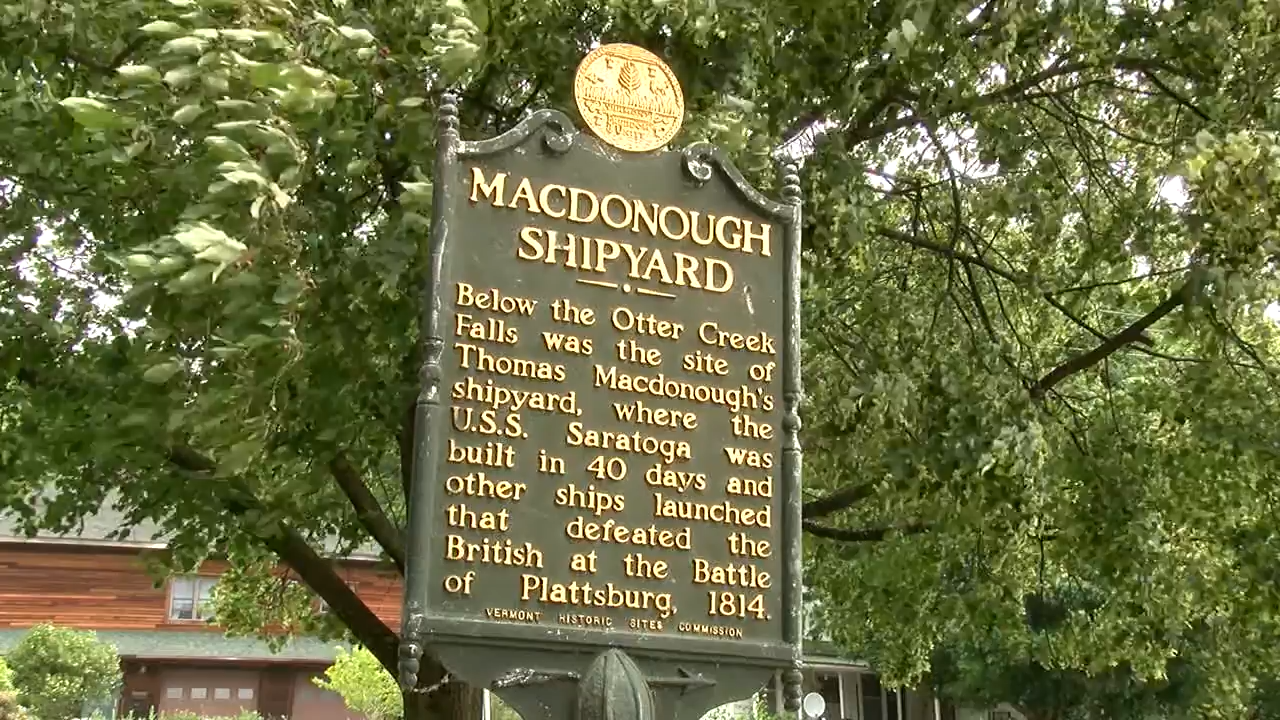 MACDONOUGH
SHIPYARD
Below the Otter Creek
Falls was the site of
Thomas Macdonough's
shipyard, where the
U.S.S. Saratoga was
built in 40 days and
other ships launched
that defeated the
British at the Battle
of Plattsburg, 1814.
VERMONT HISTORIC SITES COMMISSION